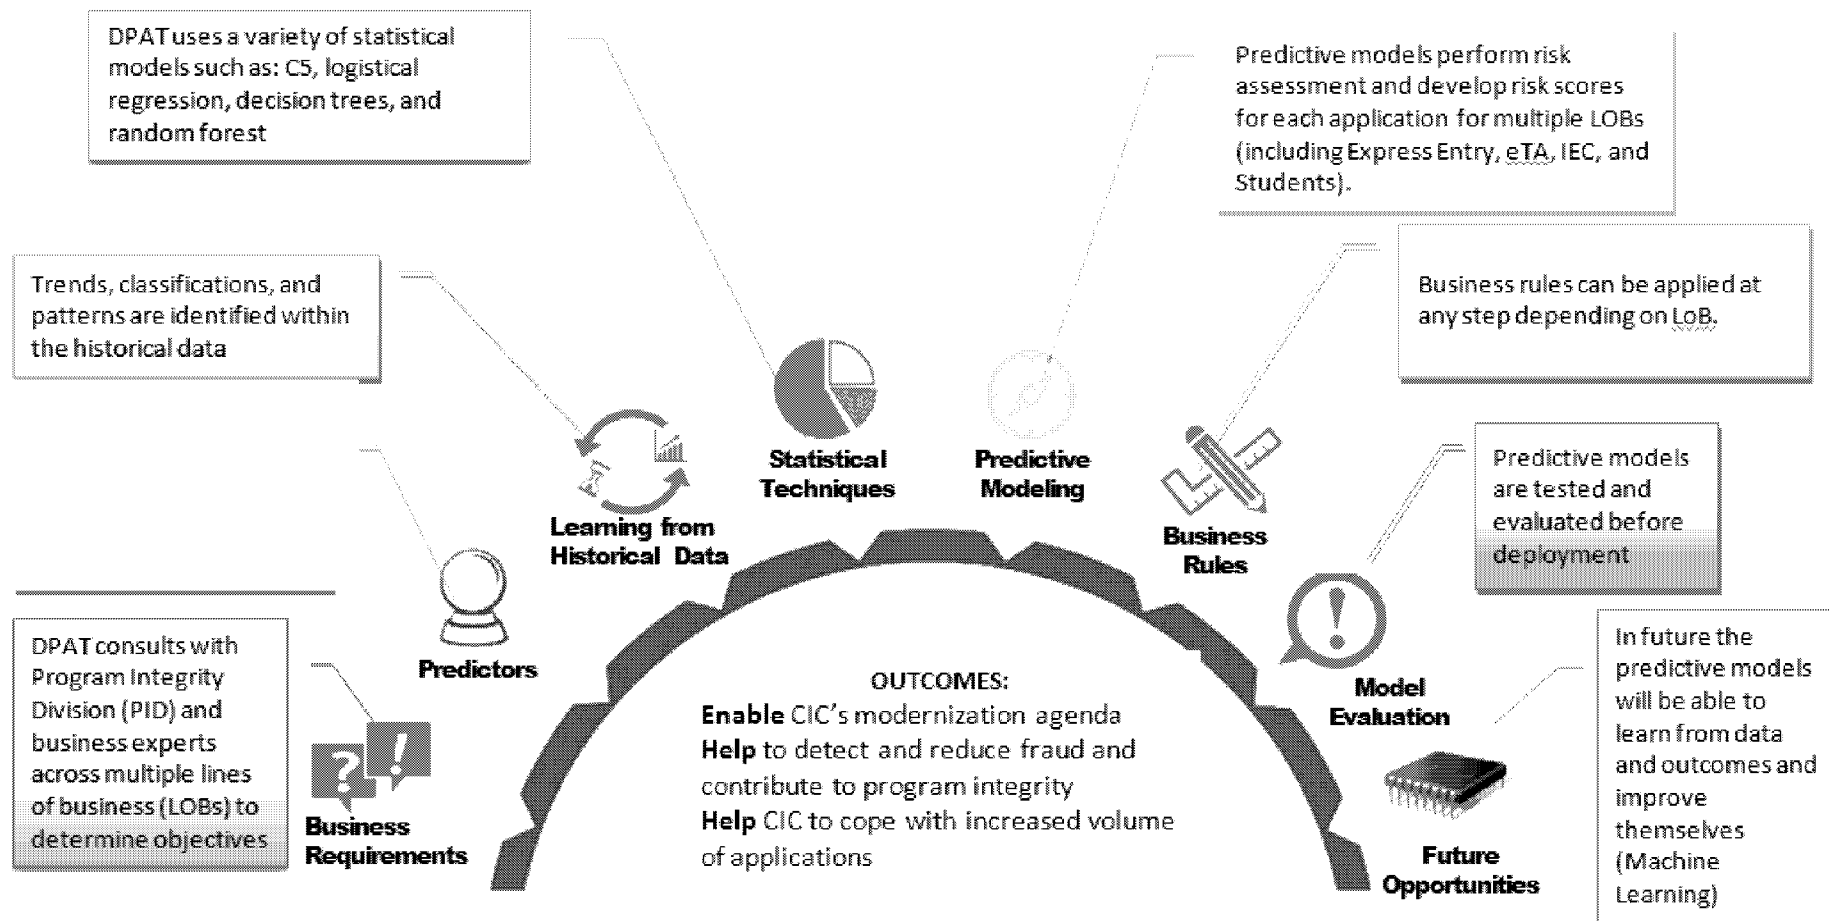 DPAT uses a variety of statistical
models such as: C5, logistical
regression, decision trees, and
random forest
Predictive models perform risk
assessment and develop risk scores
for each application for multiple LOBs
(including Express Entry, eTA, IEC, and
Students).
Trends, classifications, and
patterns are identified within
the historical data
Business rules can be applied at
any step depending on LoB.
Statistical
Techniques
Predictive
Modeling
Learning from
Historical Data
Business
Rules
Predictive models
are tested and
evaluated before
deployment
Predictors
Model
Evaluation
DPAT consults with
Program Integrity
Division (PID) and
business experts
across multiple lines
of business (LOBs) to
determine objectives
Business
Requirements
OUTCOMES:
Enable CIC's modernization agenda
Help to detect and reduce fraud and
contribute to program integrity
Help CIC to cope with increased volume
of applications
In future the
predictive models
will be able to
learn from data
and outcomes and
improve
themselves
(Machine
Learning)
Future
Opportunities
?
!
!